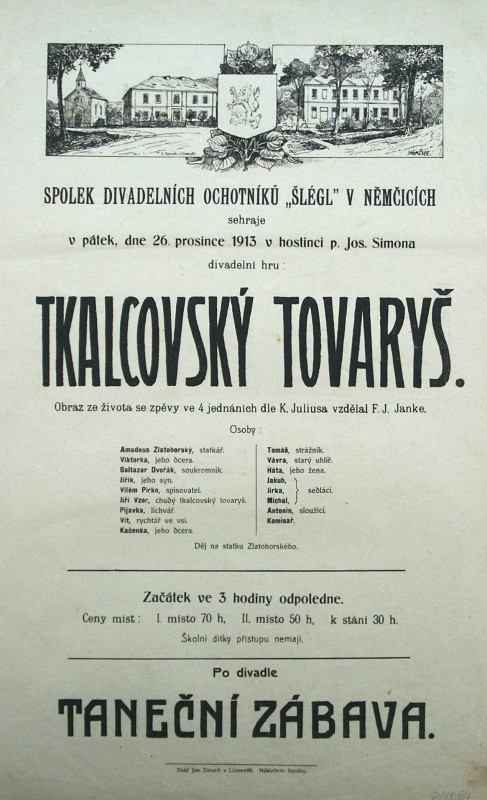 SPOLEK DIVADELNÍCH OCHOTNÍKŮ „ŠLÉGL” V NĚMČICÍCH
sehraje
v pátek, dne 26. prosince 1913 v hostinci p. Jos. Simona
divadelní hru:
TKALCOVSKÝ TOVARYŠ.
Obraz ze života se zpěvy ve 4 jednáních dle K. Juliusa vzdělal F. J. Janke.
Osoby:
Amadeus Zlatohorský, statkář.
Viktorka, jeho dcera.
Baltazar Dvořák, soukromník.
Jiřík, jeho syn.
Vilém Pirko, spisovatel.
Jiří Vzor, chudý tkalcovský tovaryš.
Pijavka, lichvář.
Vít, rychtář ve vsi.
Kačenka, jeho dcera.
Tomáš, strážník.
Vávra, starý uhlíř.
Háta, jeho žena.
Jakub,
Jirka, } sedláci.
Michal,
Antonín, sloužící.
Komisař.
Děj na statku Zlatohorského.
Začátek ve 3 hodiny odpoledne.
Ceny míst: I. místo 70 h, II. místo 50 h, k stání 30 h.
Školní dítky přístupu nemají.
Po divadle
TANEČNÍ ZÁBAVA.
Tiskl Jos. v Litomyšli. Nákladem Spolku.